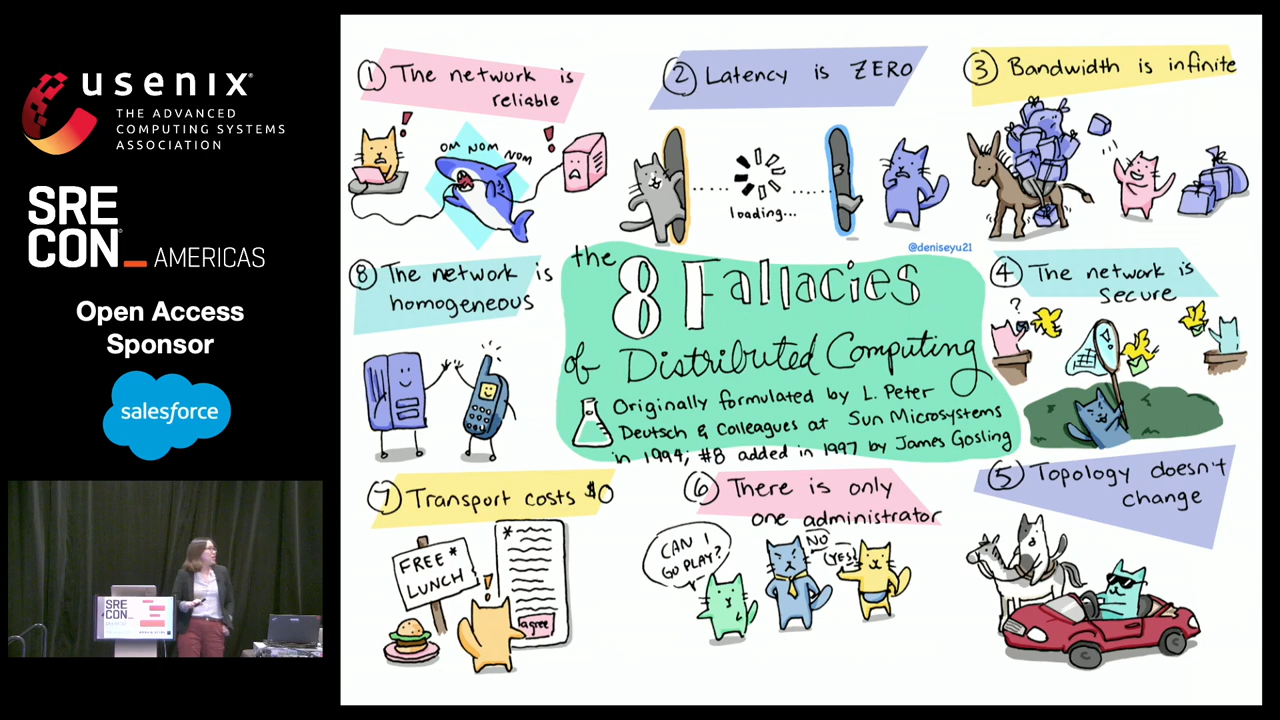 usenix
THE ADVANCED
COMPUTING SYSTEMS
ASSOCIATION
SRE
CON_AMERICAS
Open Access
Sponsor
salesforce
SRE
CON_
① The network is
reliable
OM NOM NOM
② Latency is ZERO
loading...
③ Bandwidth is infinite
@deniseyu21
the
8 Fallacies
of Distributed Computing
Originally formulated by L. Peter
Deutsch & Colleagues at Sun Microsystems
in 1994; #8 added in 1997 by James Gosling
④ The network is
secure
?
⑤ Topology doesn't
change
⑥ There is only
one administrator
CAN I
GO PLAY?
NO
(YES!)
⑦ Transport costs $0
FREE*
LUNCH
*
agree
⑧ The network is
homogeneous